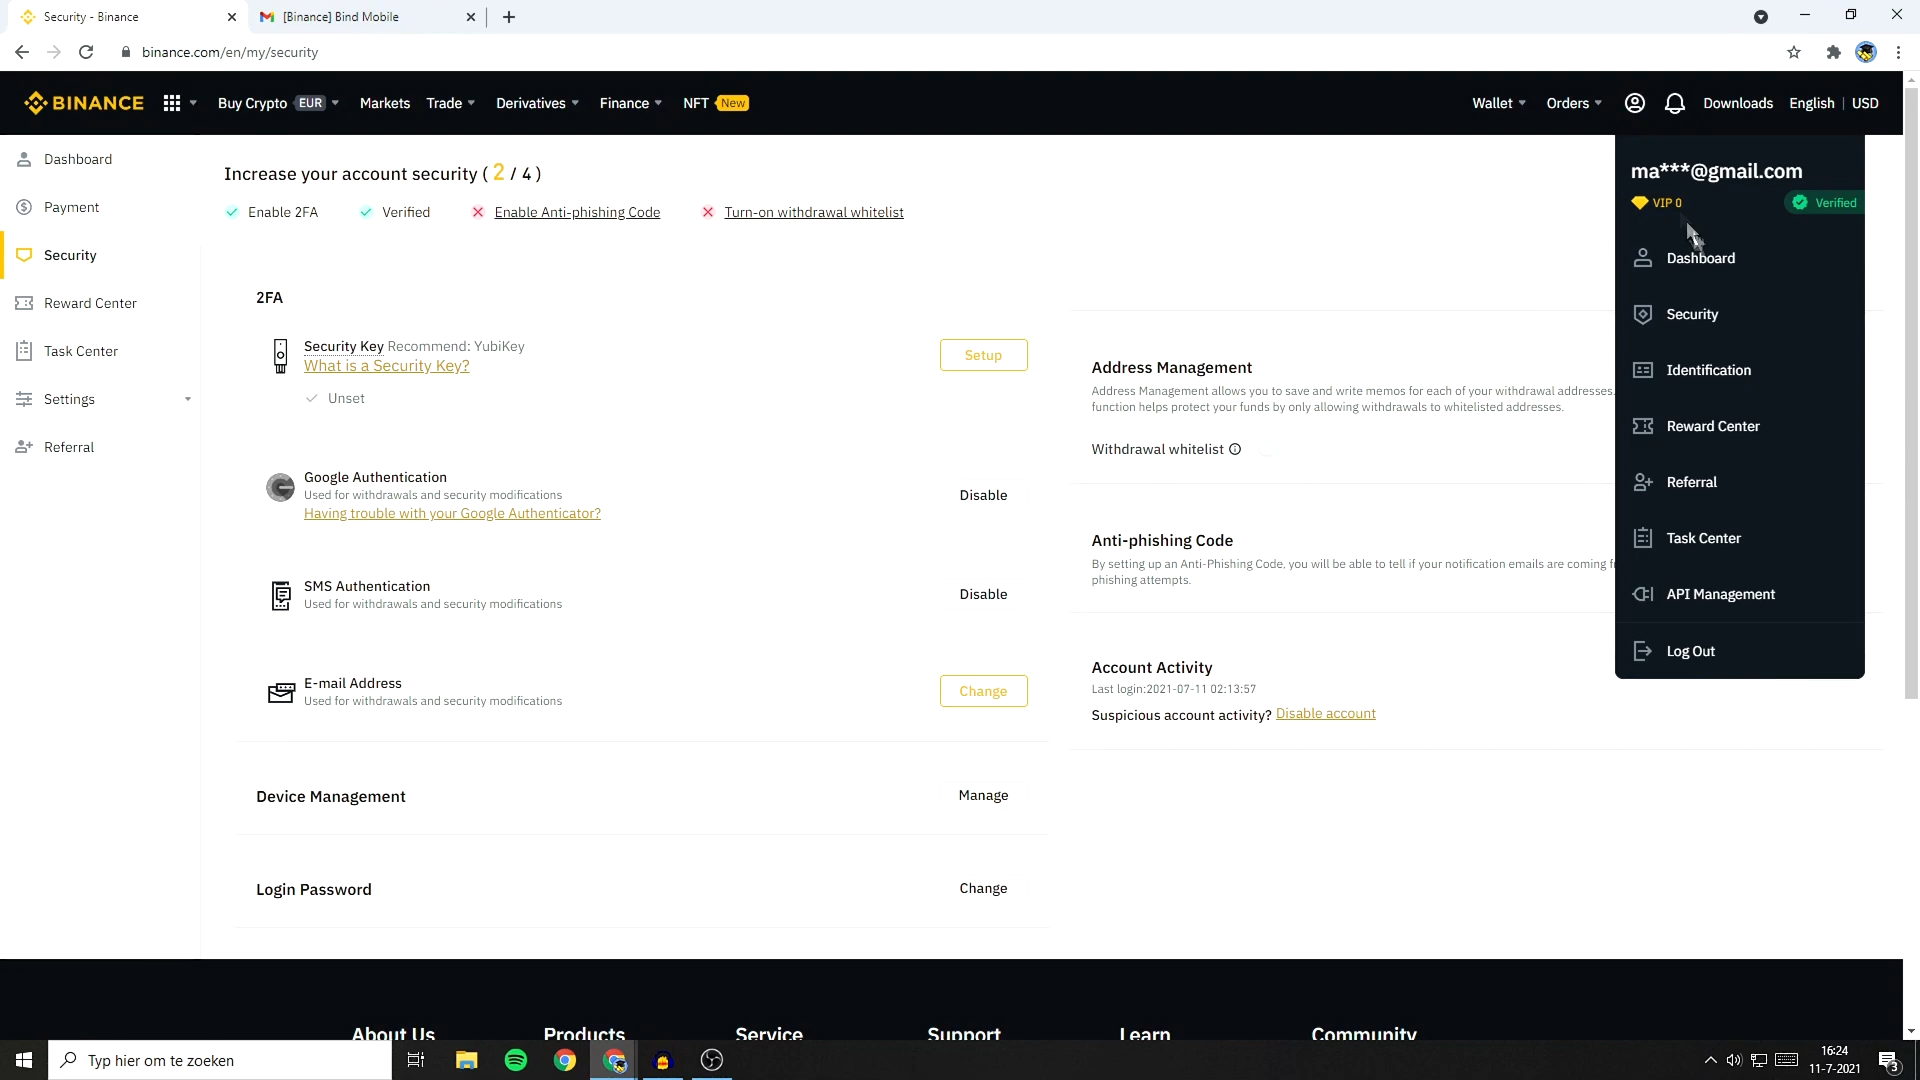 Security - Binance
[Binance] Bind Mobile
binance.com/en/my/security
BINANCE
Buy Crypto EUR
Markets
Trade
Derivatives
Finance
NFT New
Wallet
Orders
Downloads
English | USD
Dashboard
Payment
Security
Reward Center
Task Center
Settings
Referral
Increase your account security ( 2 / 4 )
Enable 2FA
Verified
Enable Anti-phishing Code
Turn-on withdrawal whitelist
2FA
Security Key Recommend: YubiKey
What is a Security Key?
Unset
Setup
Google Authentication
Used for withdrawals and security modifications
Having trouble with your Google Authenticator?
Disable
SMS Authentication
Used for withdrawals and security modifications
Disable
E-mail Address
Used for withdrawals and security modifications
Change
Device Management
Manage
Login Password
Change
Address Management
Address Management allows you to save and write memos for each of your withdrawal addresses.
function helps protect your funds by only allowing withdrawals to whitelisted addresses.
Withdrawal whitelist
Anti-phishing Code
By setting up an Anti-Phishing Code, you will be able to tell if your notification emails are coming
phishing attempts.
Account Activity
Last login:2021-07-11 02:13:57
Suspicious account activity? Disable account
ma***@gmail.com
VIP 0
Verified
Dashboard
Security
Identification
Reward Center
Referral
Task Center
API Management
Log Out
About Us
Products
Service
Support
Learn
Community
Typ hier om te zoeken
16:24
11-7-2021
3